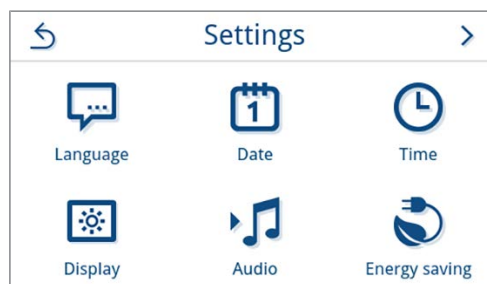 Settings
1
Language
Date
Time
Display
Audio
Energy saving